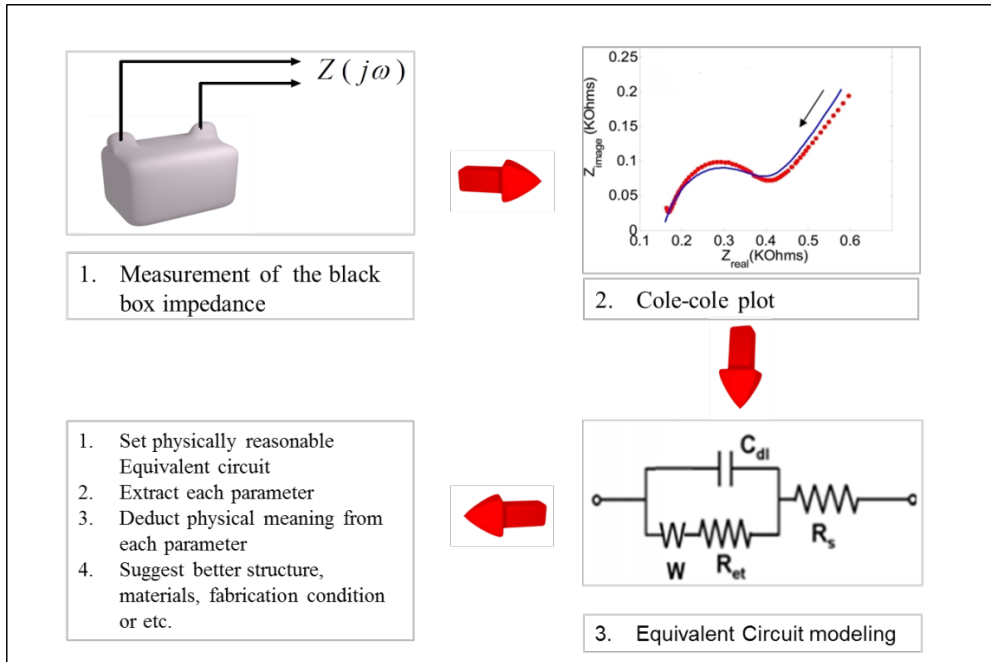 Z(jω)
1. Measurement of the black
box impedance
0.25
0.2
0.15
0.1
0.05
0
0.1 0.2 0.3 0.4 0.5 0.6
Z_image (KOhms)
Z_real(KOhms)
2. Cole-cole plot
C_dl
W
R_et
R_s
3. Equivalent Circuit modeling
1. Set physically reasonable
Equivalent circuit
2. Extract each parameter
3. Deduct physical meaning from
each parameter
4. Suggest better structure,
materials, fabrication condition
or etc.